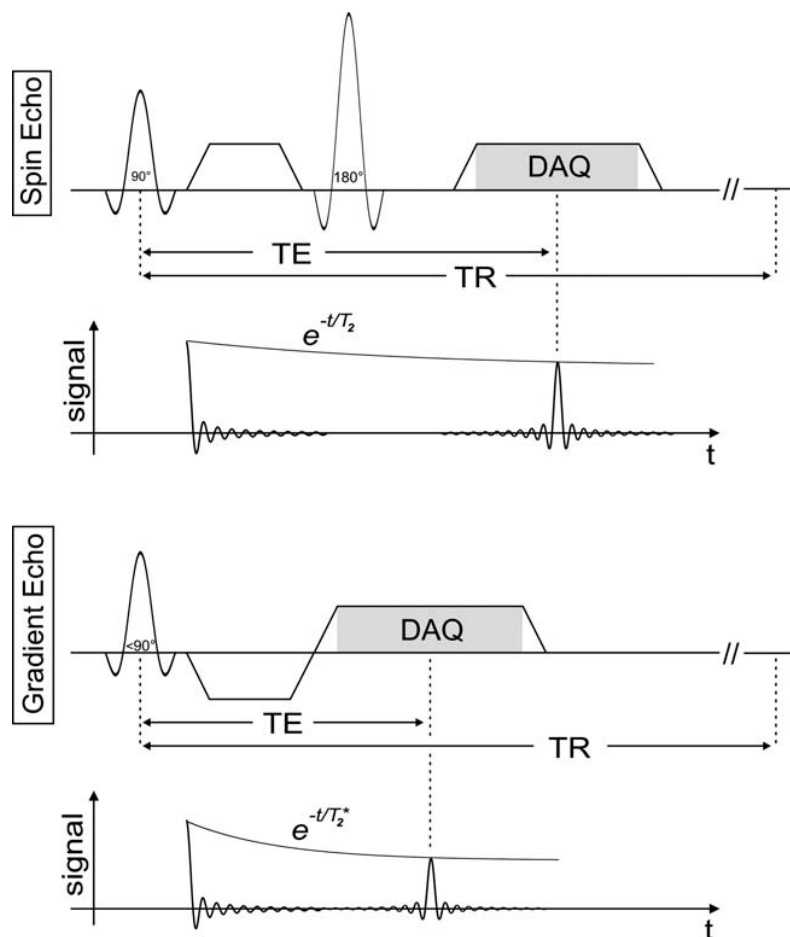 Spin Echo
90°
180°
DAQ
//
TE
TR
signal
e^{-t/T_2}
t
Gradient Echo
<90°
DAQ
//
TE
TR
signal
e^{-t/T_2^*}
t